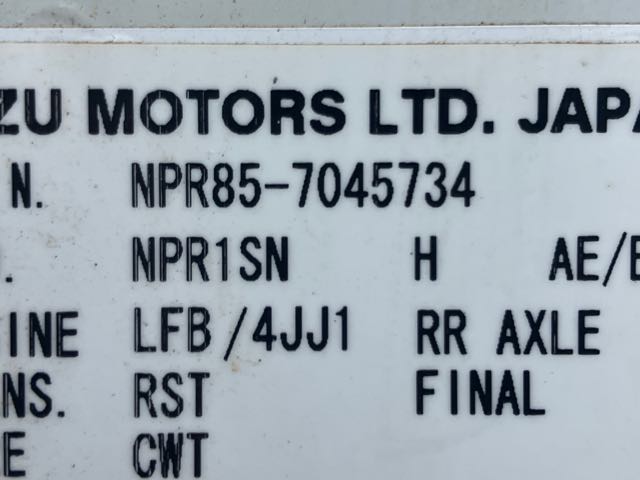 ZU MOTORS LTD. JAPA
N. NPR85-7045734
. NPR1SN H AE/E
INE LFB/4JJ1 RR AXLE
NS. RST FINAL
E CWT